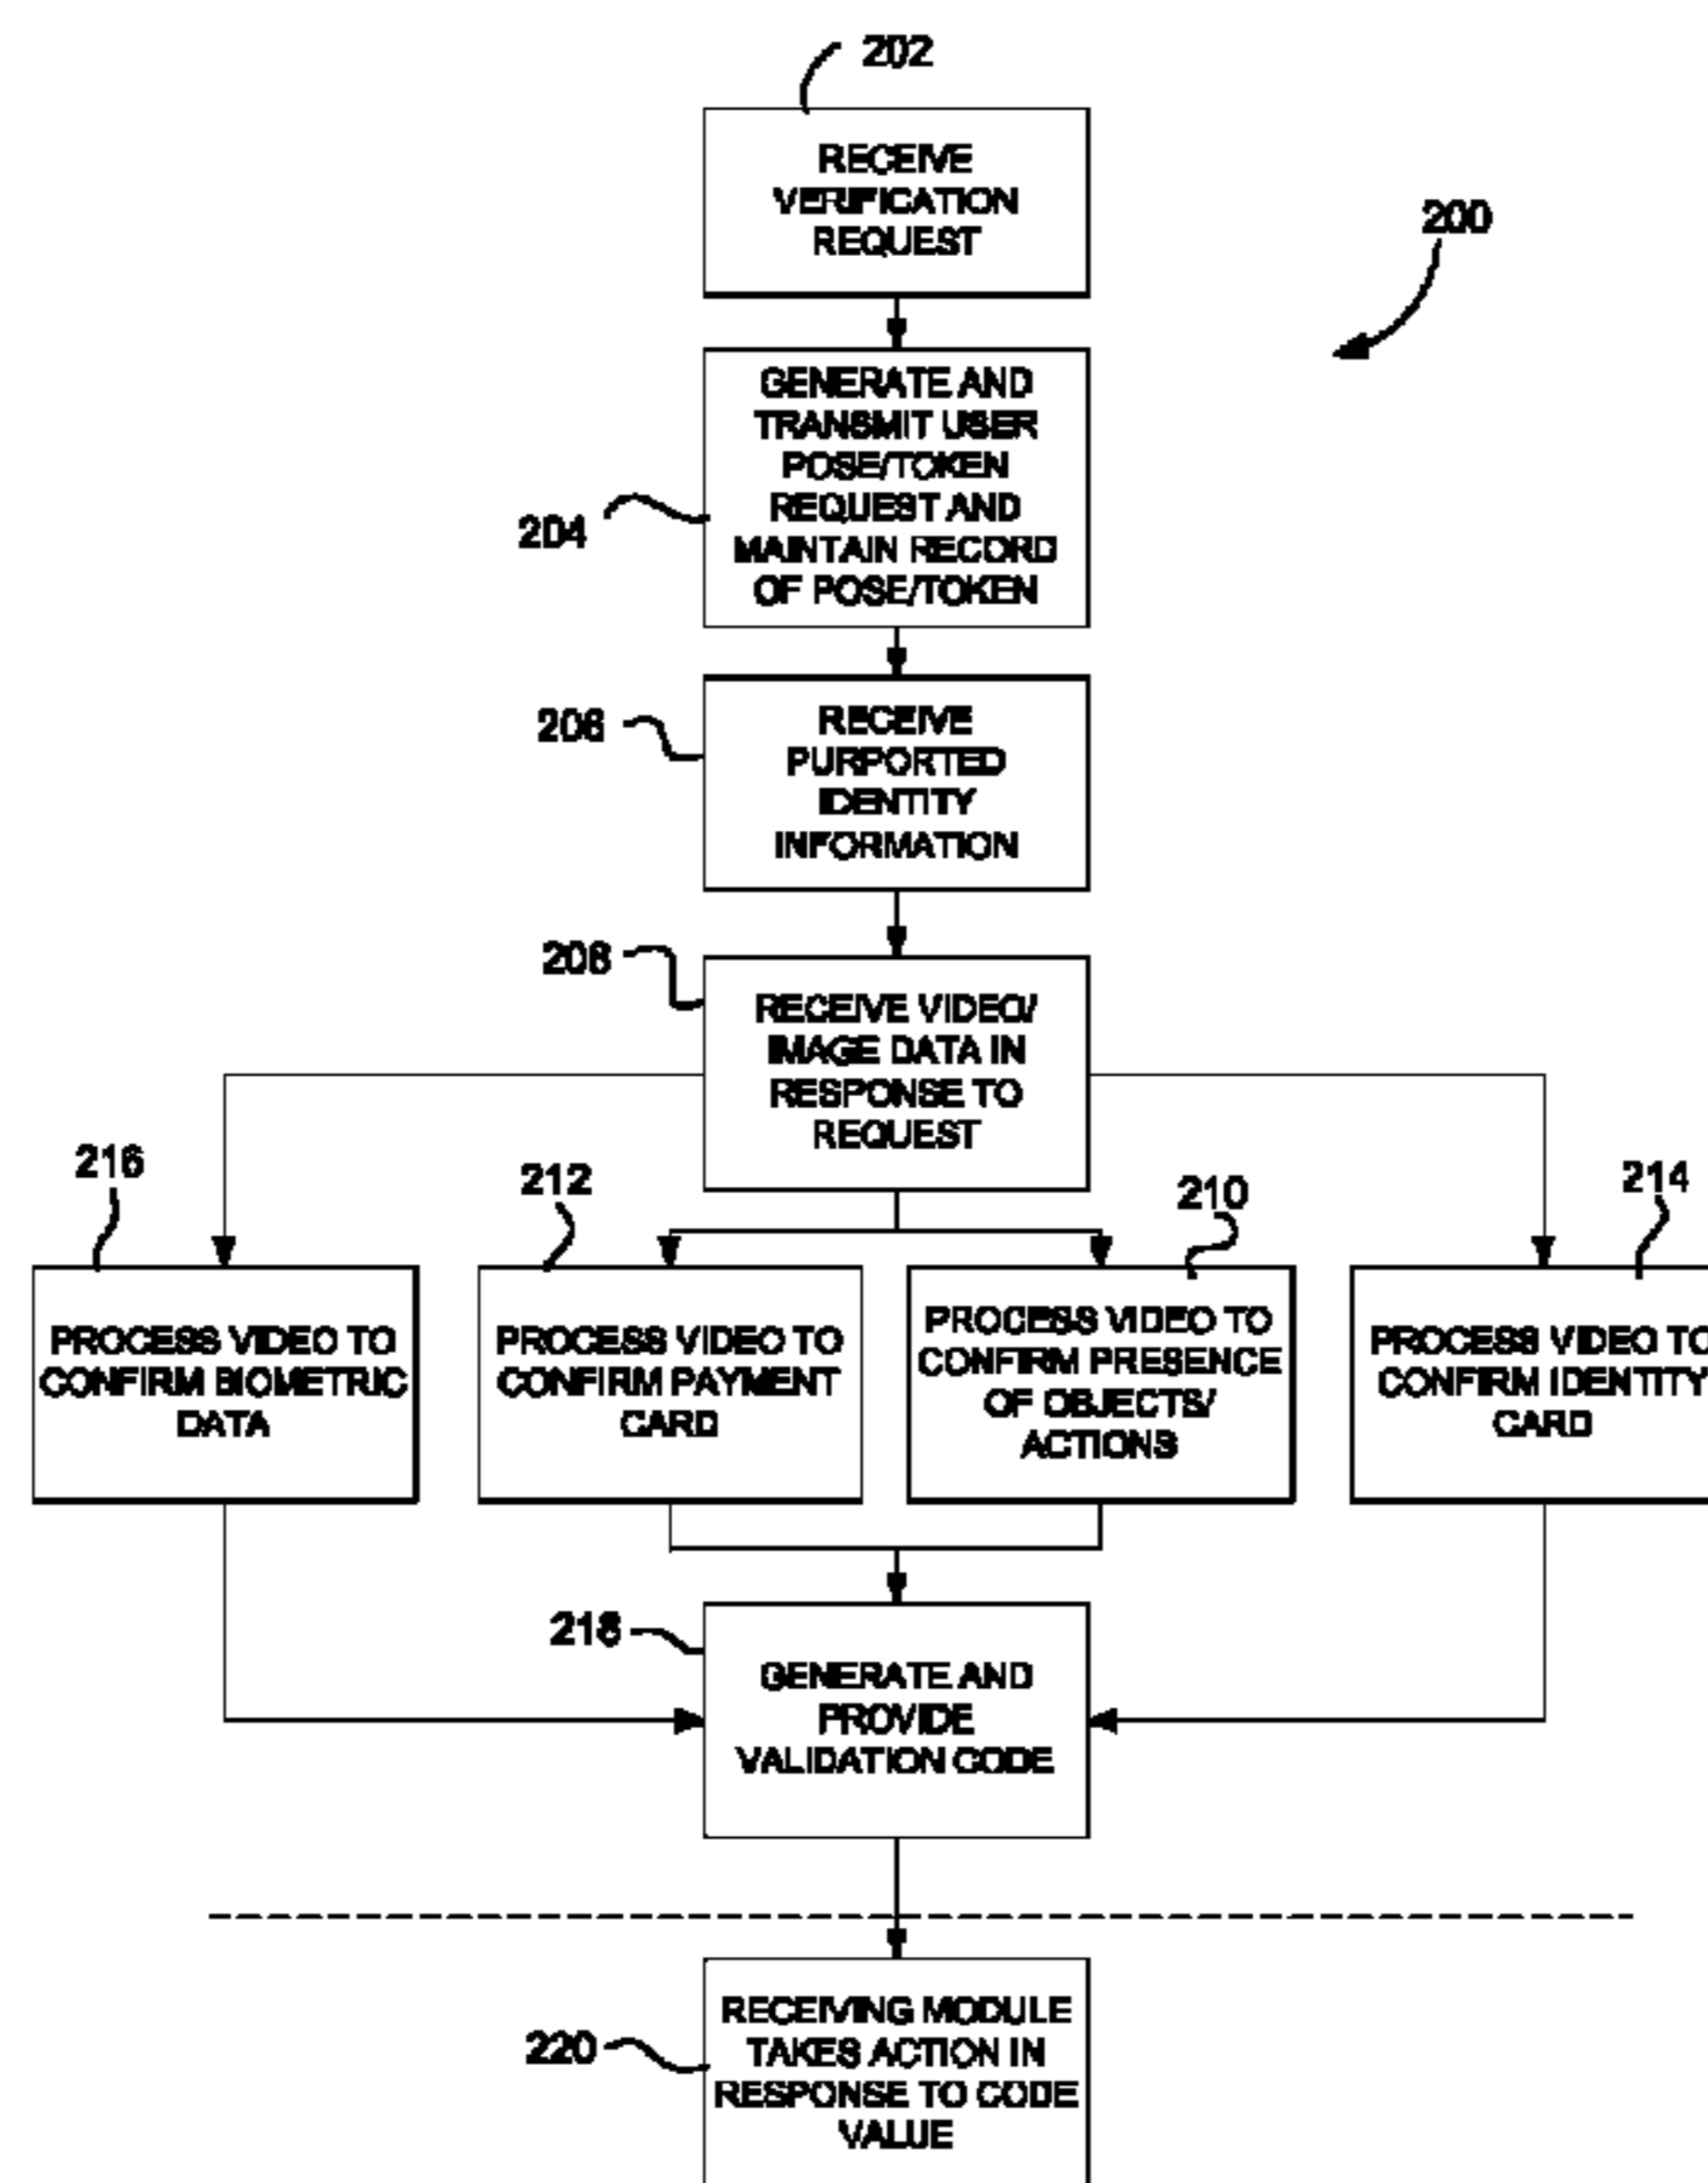 202
RECEIVE
VERIFICATION
REQUEST
200
GENERATE AND
TRANSMIT USER
POSE/TOKEN
REQUEST AND
MAINTAIN RECORD
OF POSE/TOKEN
204
206
RECEIVE
PURPORTED
IDENTITY
INFORMATION
208
RECEIVE VIDEO/
IMAGE DATA IN
RESPONSE TO
REQUEST
216
212
210
214
PROCESS VIDEO TO
CONFIRM BIOMETRIC
DATA
PROCESS VIDEO TO
CONFIRM PAYMENT
CARD
PROCESS VIDEO TO
CONFIRM PRESENCE
OF OBJECTS/
ACTIONS
PROCESS VIDEO TO
CONFIRM IDENTITY
CARD
218
GENERATE AND
PROVIDE
VALIDATION CODE
220
RECEIVING MODULE
TAKES ACTION IN
RESPONSE TO CODE
VALUE